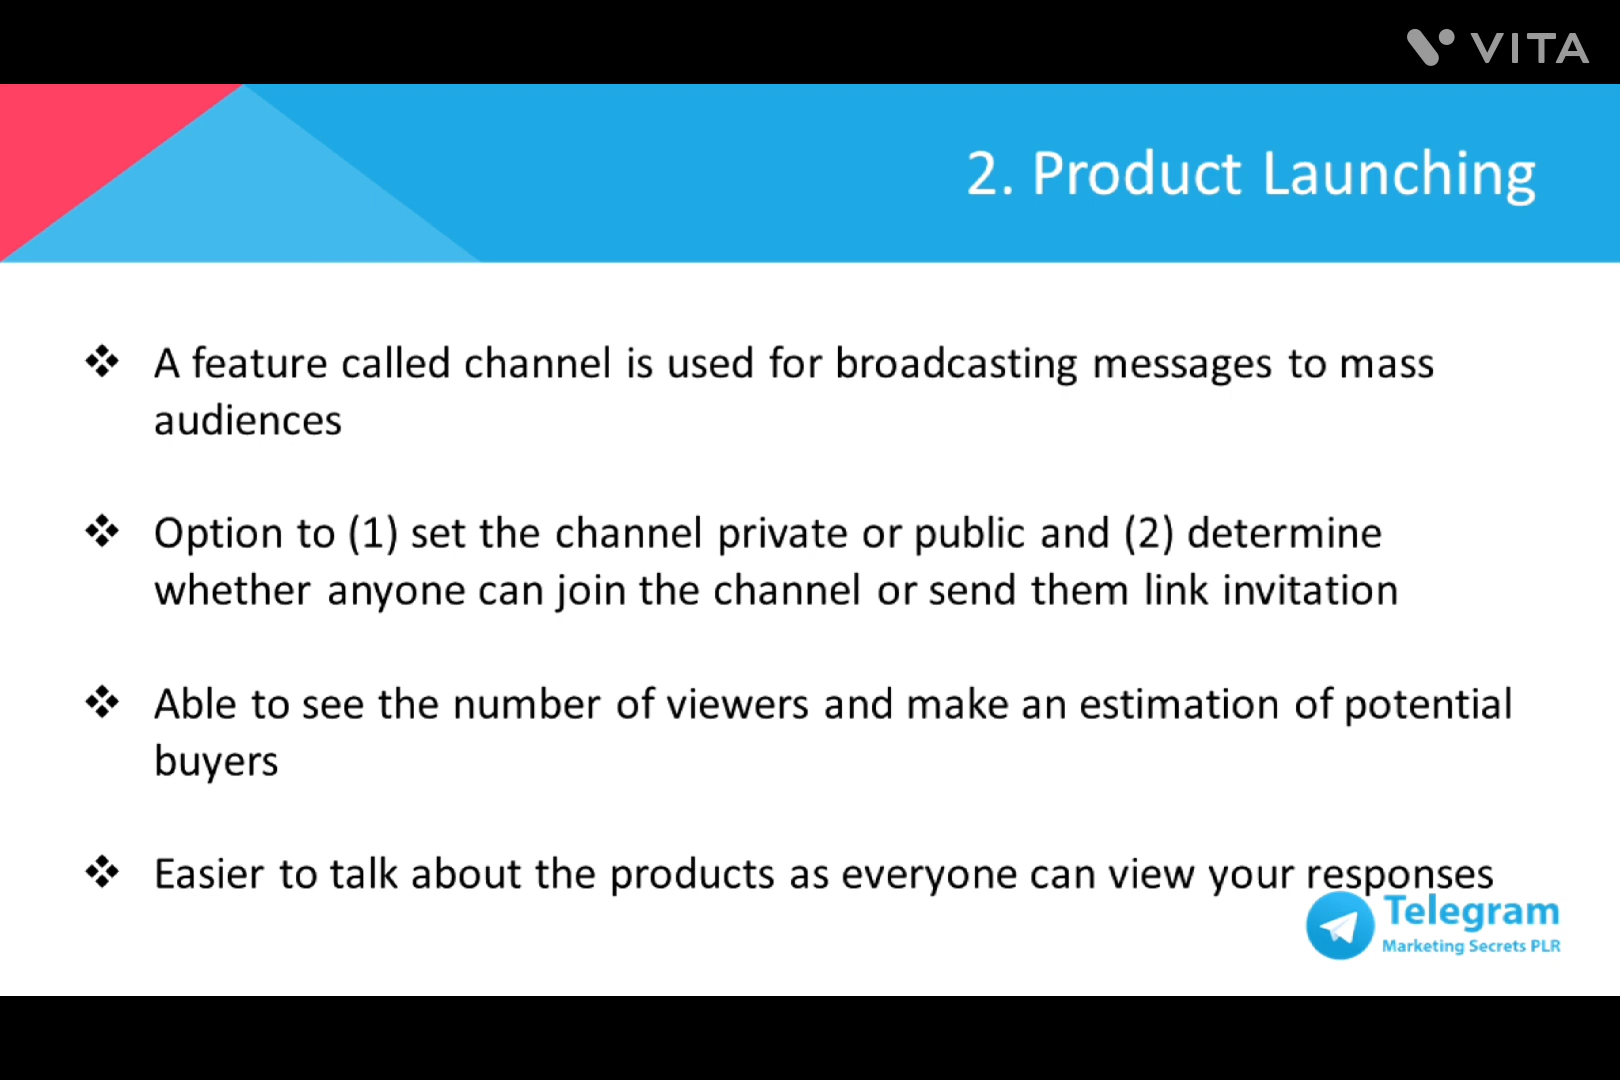 VITA
2. Product Launching
❖ A feature called channel is used for broadcasting messages to mass
audiences
❖ Option to (1) set the channel private or public and (2) determine
whether anyone can join the channel or send them link invitation
❖ Able to see the number of viewers and make an estimation of potential
buyers
❖ Easier to talk about the products as everyone can view your responses
Telegram
Marketing Secrets PLR